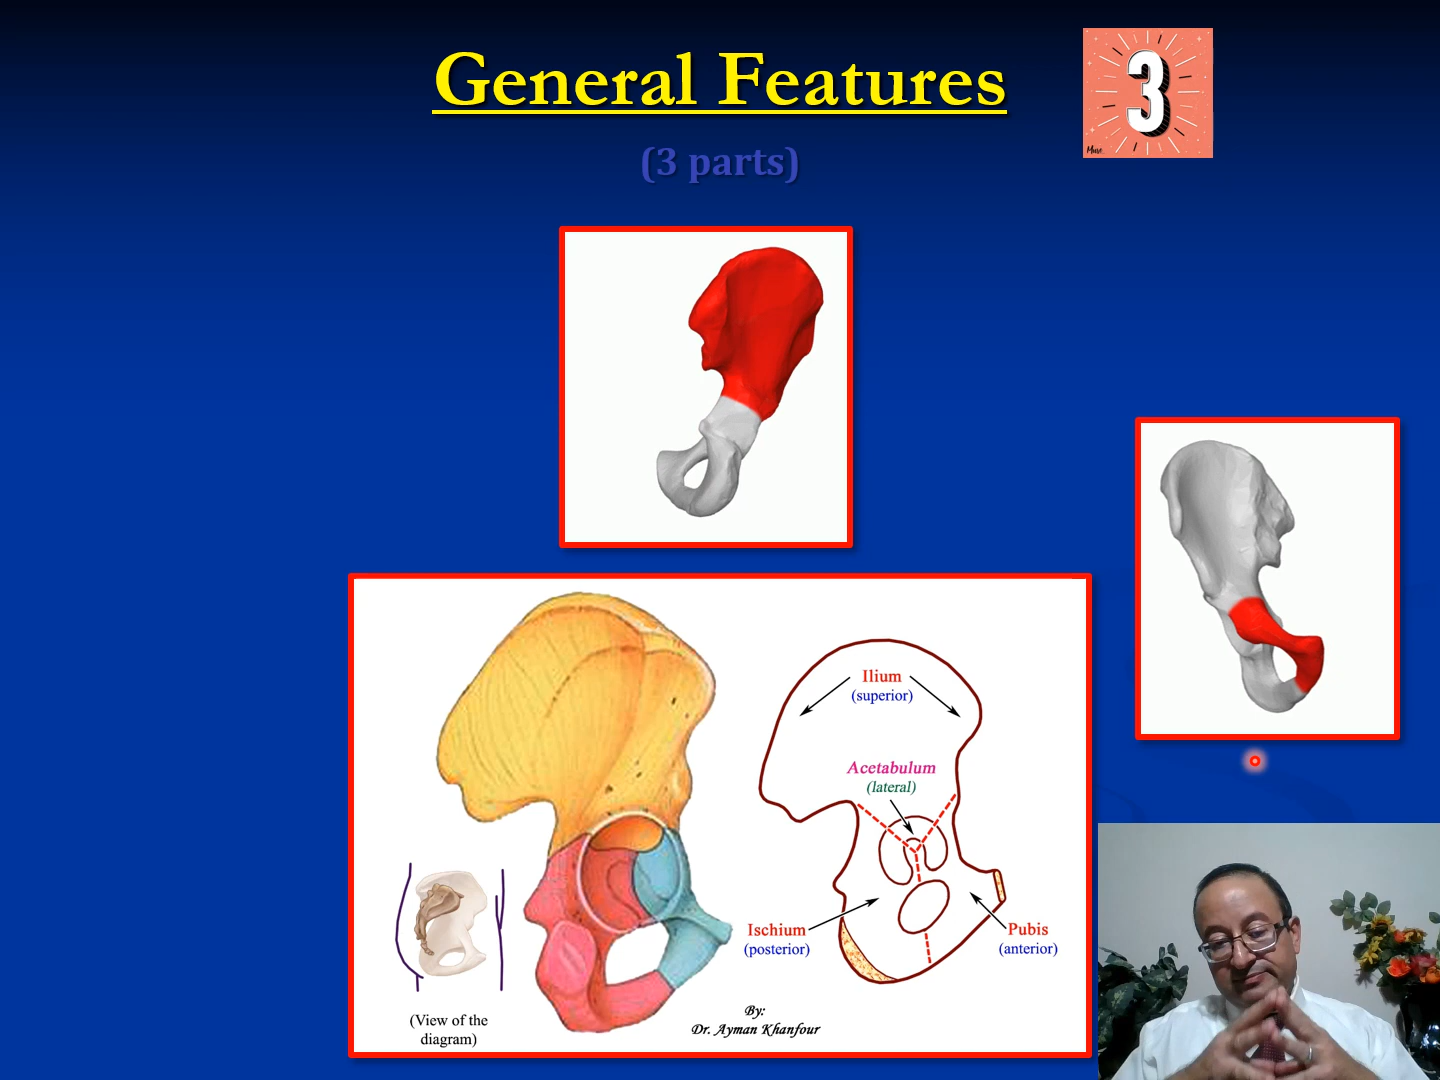 General Features
3
Muse
(3 parts)
Ilium
(superior)
Acetabulum
(lateral)
Ischium
(posterior)
Pubis
(anterior)
(View of the
diagram)
By:
Dr. Ayman Khanfour